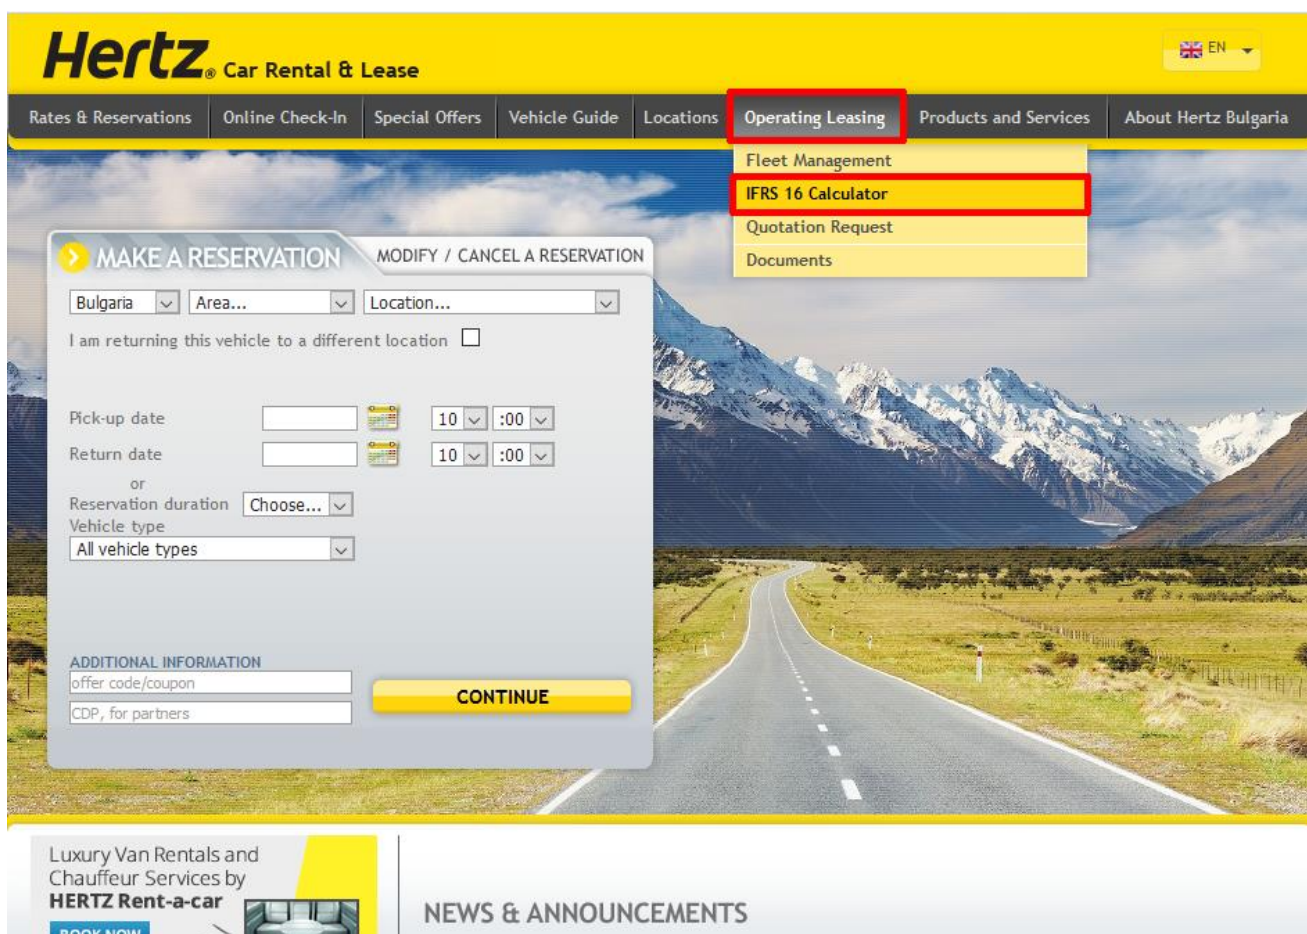 Hertz® Car Rental & Lease
EN
Rates & Reservations Online Check-In Special Offers Vehicle Guide Locations Operating Leasing Products and Services About Hertz Bulgaria
Fleet Management
IFRS 16 Calculator
Quotation Request
Documents
MAKE A RESERVATION MODIFY / CANCEL A RESERVATION
Bulgaria Area... Location...
I am returning this vehicle to a different location
Pick-up date 10 :00
Return date 10 :00
or
Reservation duration Choose...
Vehicle type
All vehicle types
ADDITIONAL INFORMATION
offer code/coupon
CDP, for partners
CONTINUE
Luxury Van Rentals and
Chauffeur Services by
HERTZ Rent-a-car
BOOK NOW
NEWS & ANNOUNCEMENTS